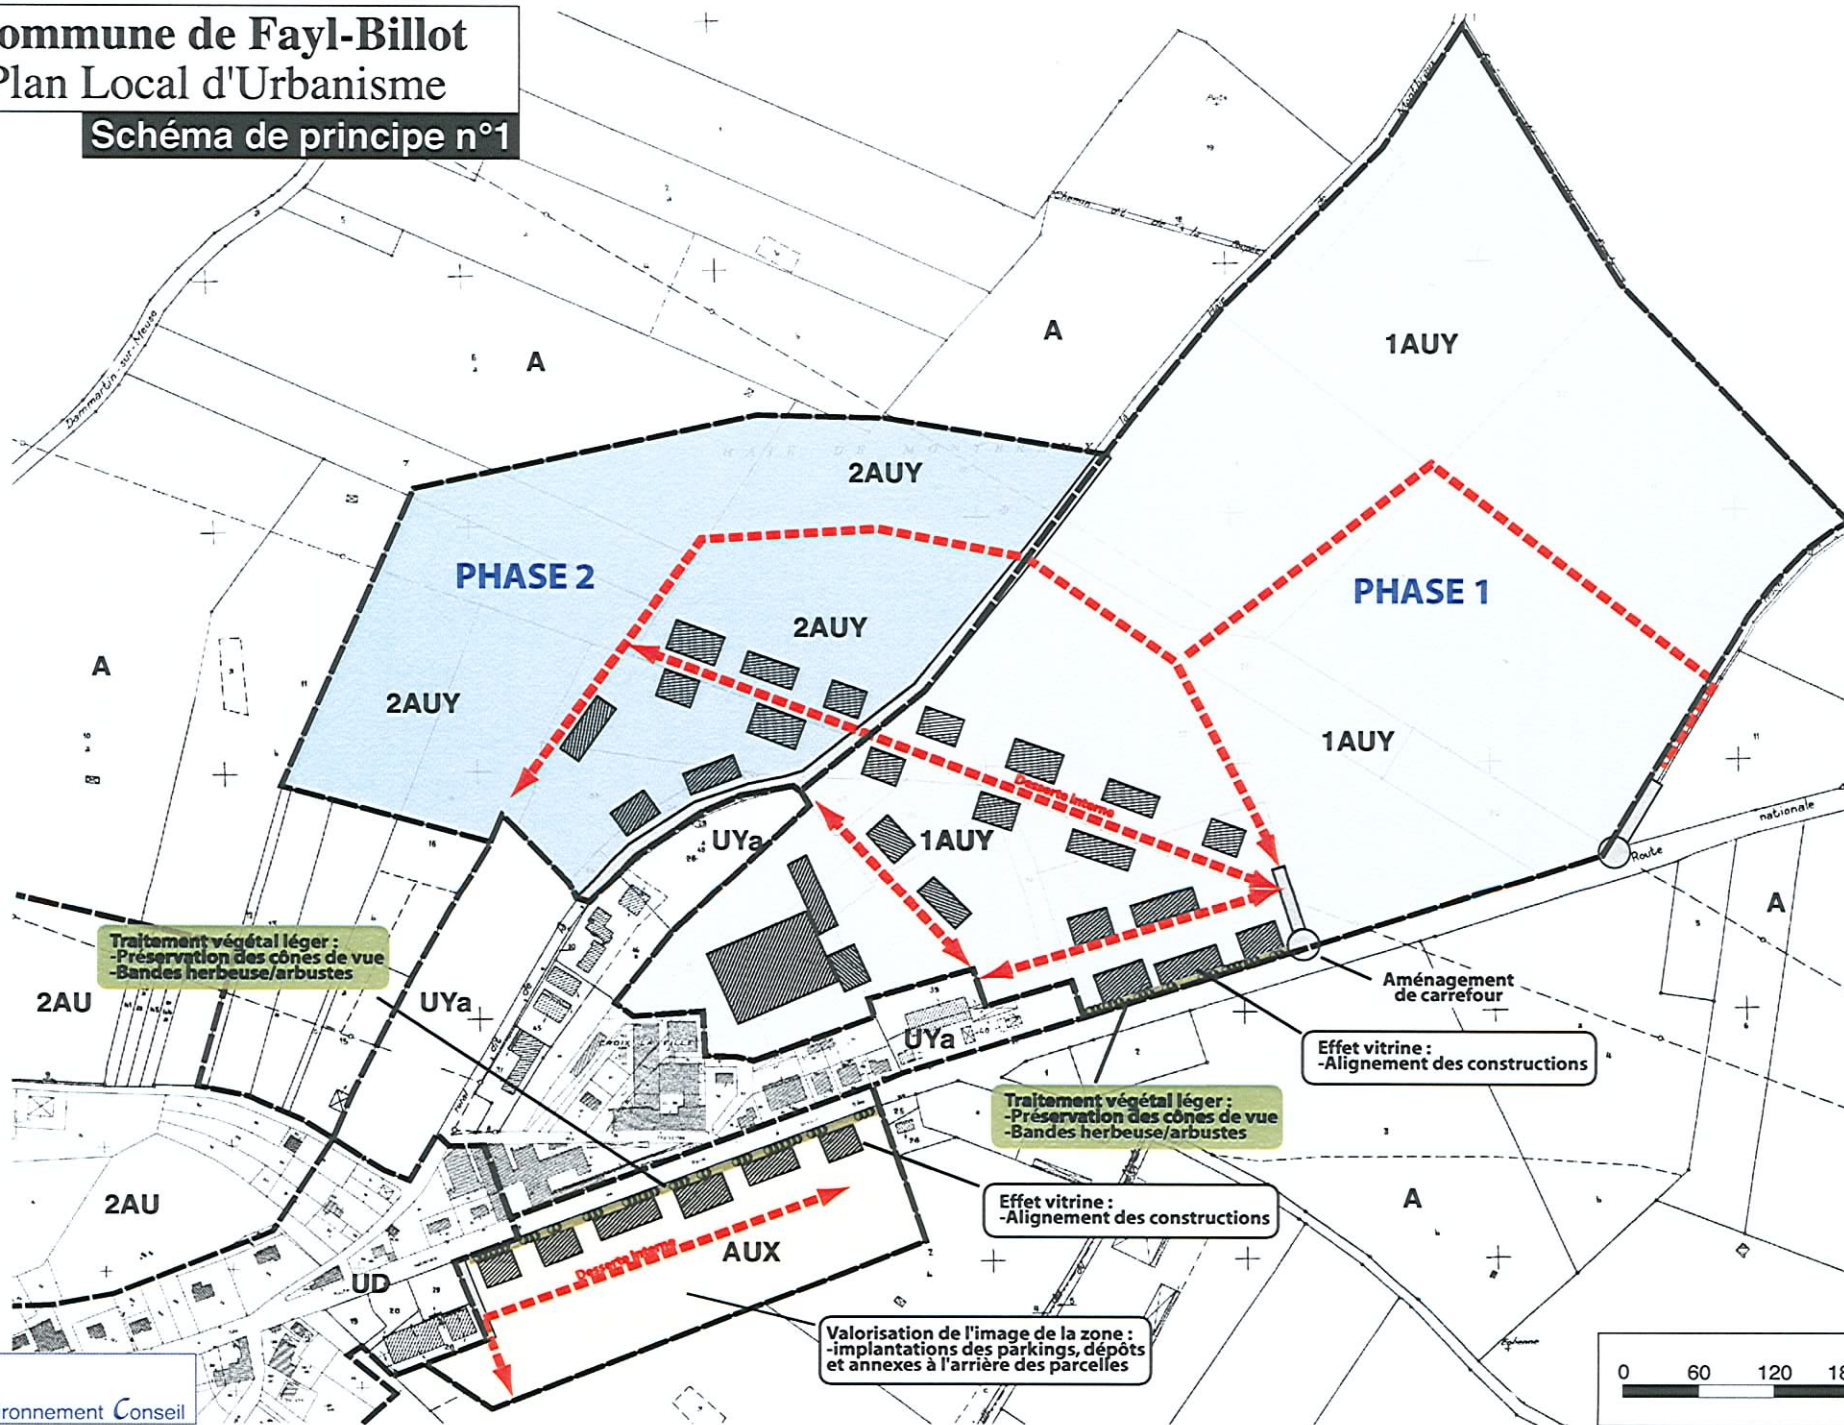 ommune de Fayl-Billot
Plan Local d'Urbanisme
Schéma de principe n°1
Dammartin-sur-Meuse
A
A
1AUY
2AUY
PHASE 2
PHASE 1
2AUY
A
2AUY
1AUY
Desserte interne
UYa
1AUY
nationale
Route
A
Traitement végétal léger :
-Préservation des cônes de vue
-Bandes herbeuse/arbustes
2AU
UYa
Aménagement
de carrefour
UYa
Effet vitrine :
-Alignement des constructions
Traitement végétal léger :
-Préservation des cônes de vue
-Bandes herbeuse/arbustes
2AU
Effet vitrine :
-Alignement des constructions
A
Desserte interne
AUX
UD
Valorisation de l'image de la zone :
-implantations des parkings, dépôts
et annexes à l'arrière des parcelles
0 60 120 18
ronnement Conseil